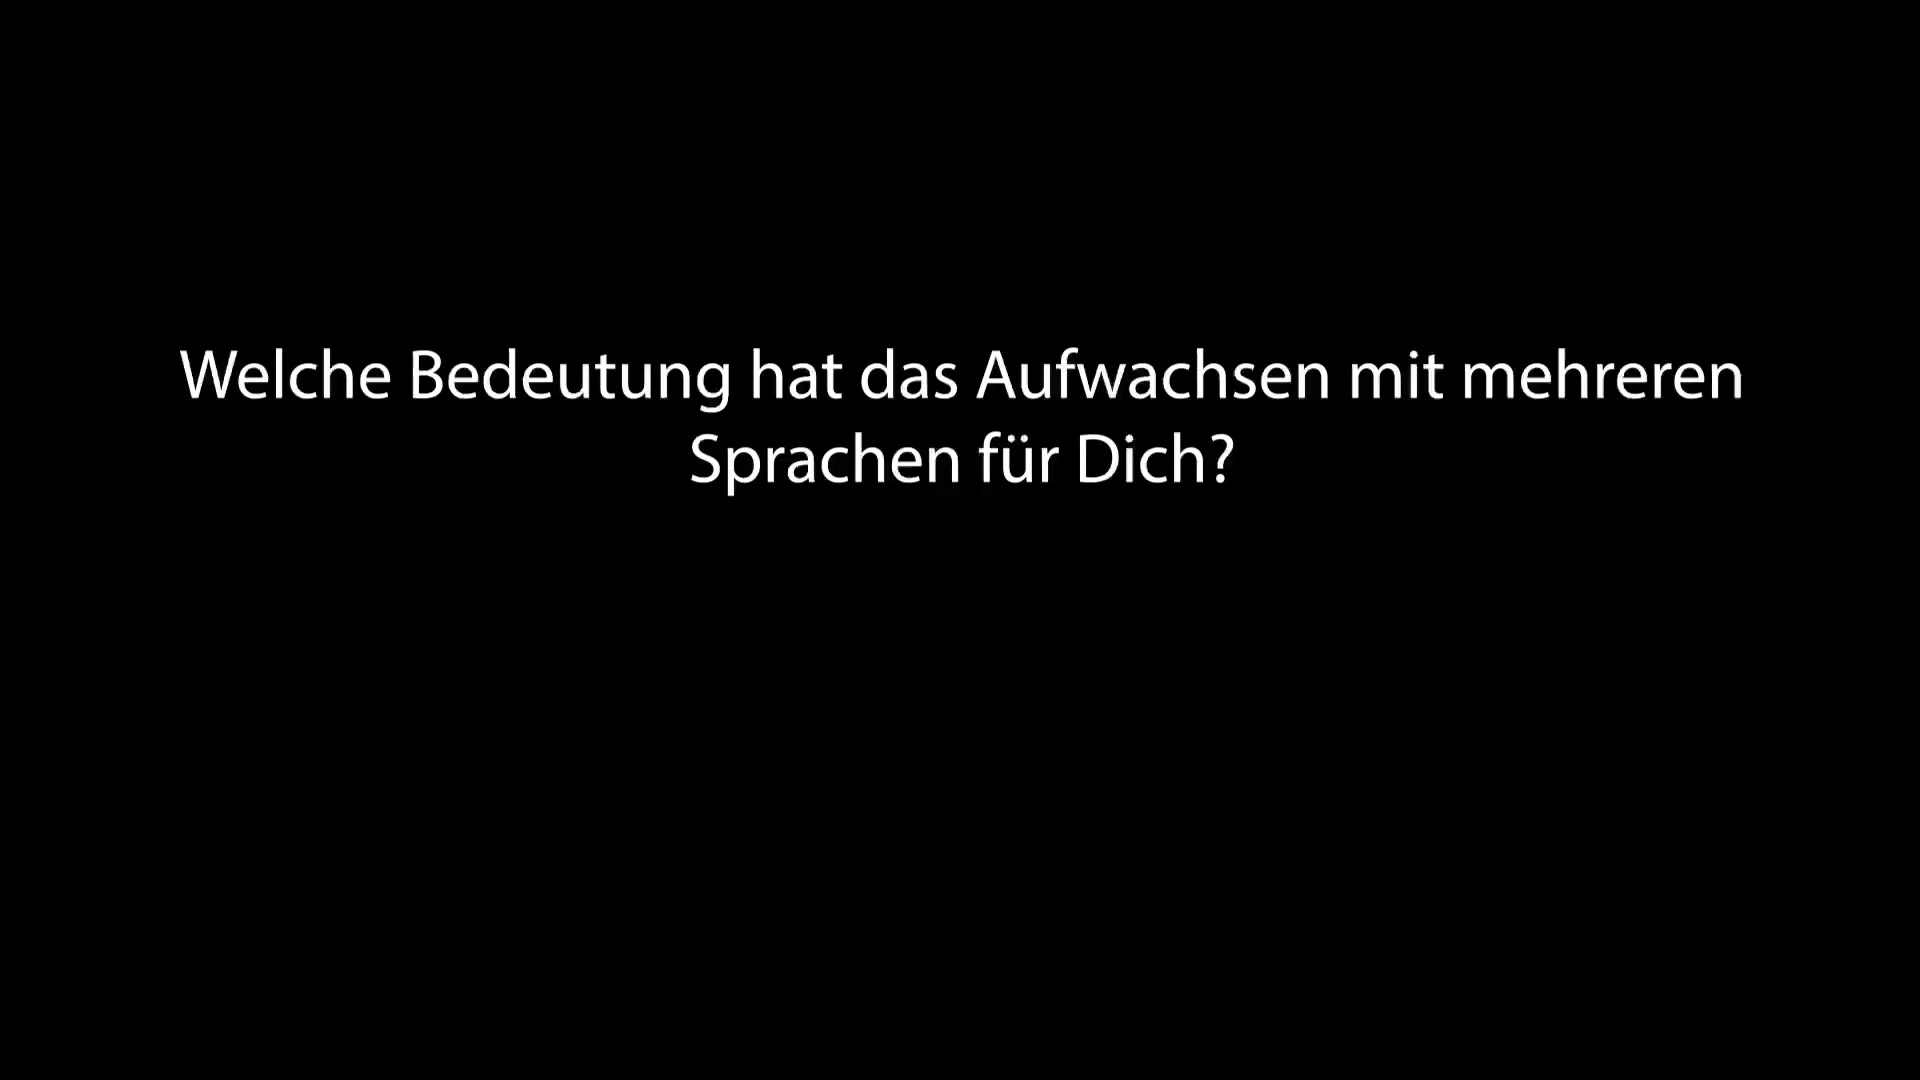 Welche Bedeutung hat das Aufwachsen mit mehreren
Sprachen für Dich?